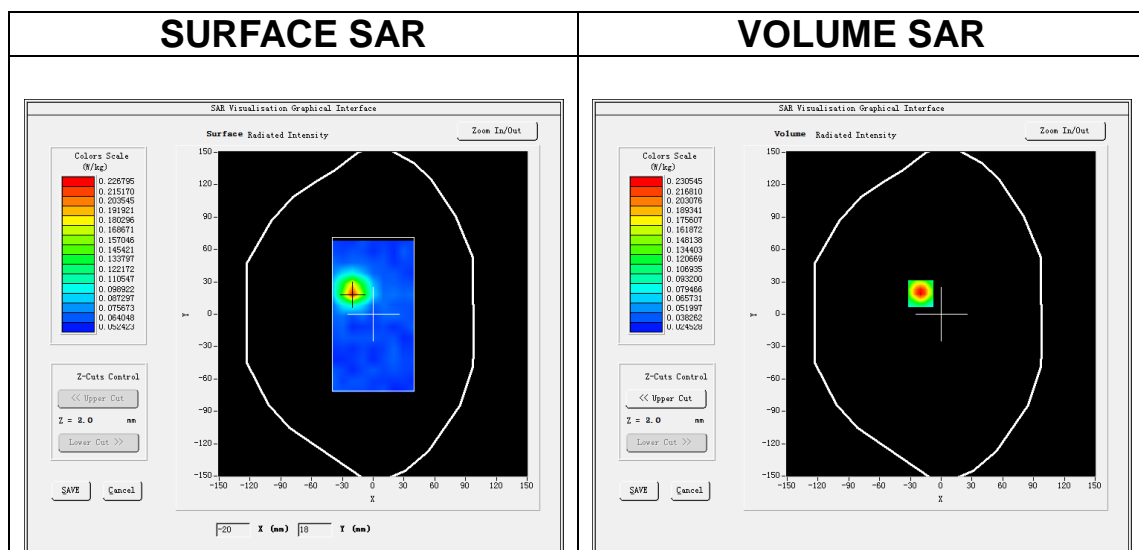 SURFACE SAR
VOLUME SAR
SAR Visualisation Graphical Interface
Surface Radiated Intensity
Zoom In/Out
Colors Scale
(W/kg)
0.226795
0.215170
0.203545
0.191921
0.180296
0.168671
0.157046
0.145421
0.133797
0.122172
0.110547
0.098922
0.087297
0.075673
0.064048
0.052423
150
120
90
60
30
0
-30
-60
-90
-120
-150
Y
-150 -120 -90 -60 -30 0 30 60 90 120 150
X
Z-Cuts Control
<< Upper Cut
Z = 2.0 mm
Lower Cut >>
SAVE Cancel
-20 X (mm) 18 Y (mm)
SAR Visualisation Graphical Interface
Volume Radiated Intensity
Zoom In/Out
Colors Scale
(W/kg)
0.230545
0.216810
0.203076
0.189341
0.175607
0.161872
0.148138
0.134403
0.120669
0.106935
0.093200
0.079466
0.065731
0.051997
0.038262
0.024528
150
120
90
60
30
0
-30
-60
-90
-120
-150
Y
-150 -120 -90 -60 -30 0 30 60 90 120 150
X
Z-Cuts Control
<< Upper Cut
Z = 2.0 mm
Lower Cut >>
SAVE Cancel